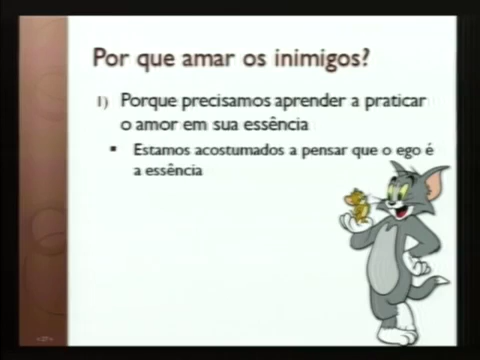 Por que amar os inimigos?
1) Porque precisamos aprender a praticar
o amor em sua essência
▪ Estamos acostumados a pensar que o ego é
a essência